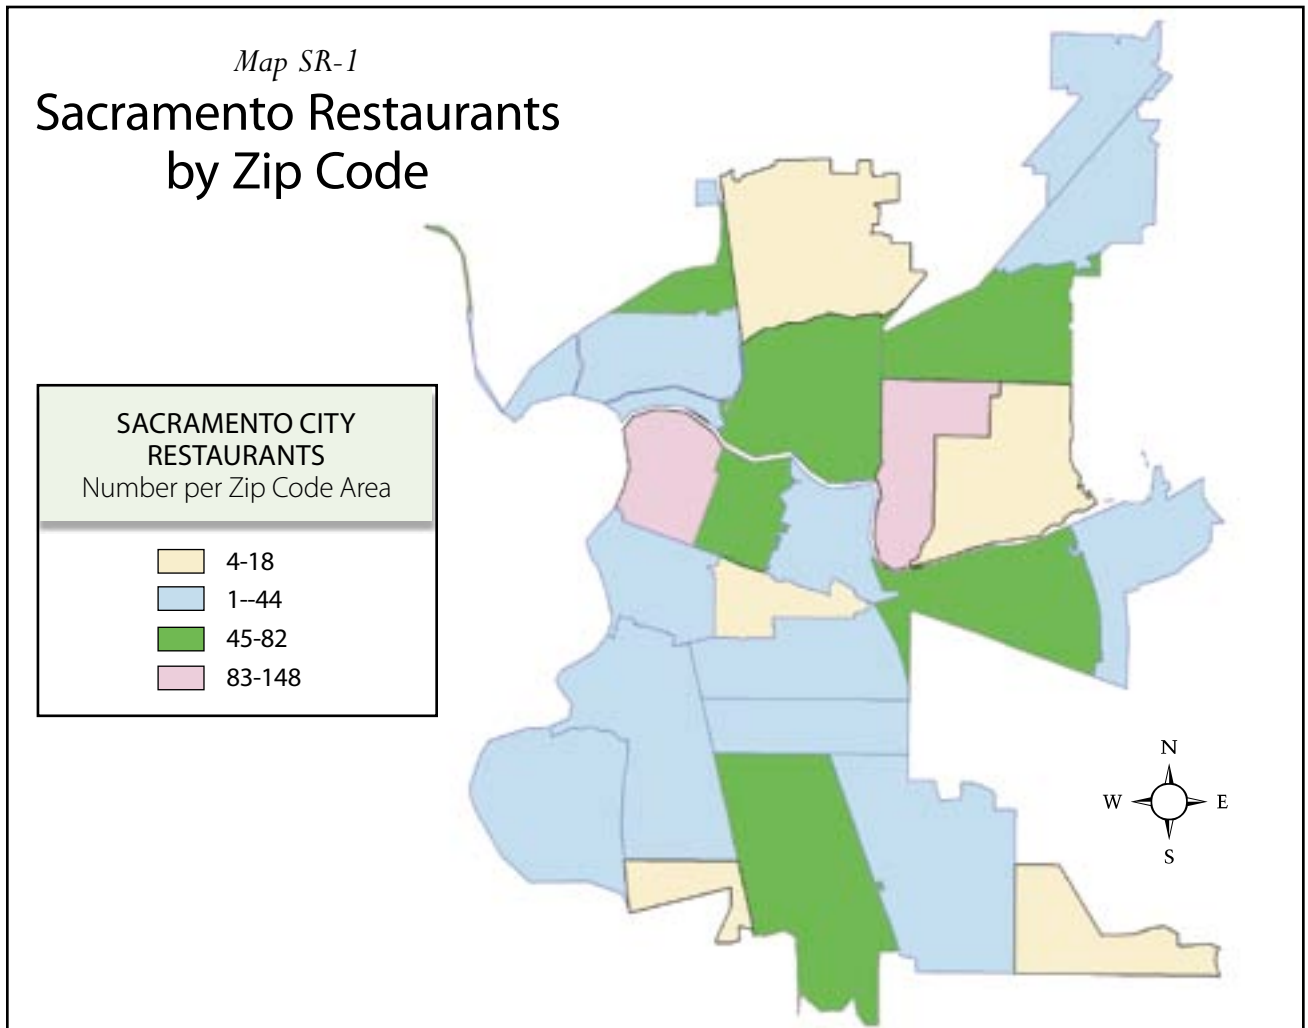 Map SR-1
Sacramento Restaurants
by Zip Code
SACRAMENTO CITY
RESTAURANTS
Number per Zip Code Area
4-18
1--44
45-82
83-148
N
W E
S